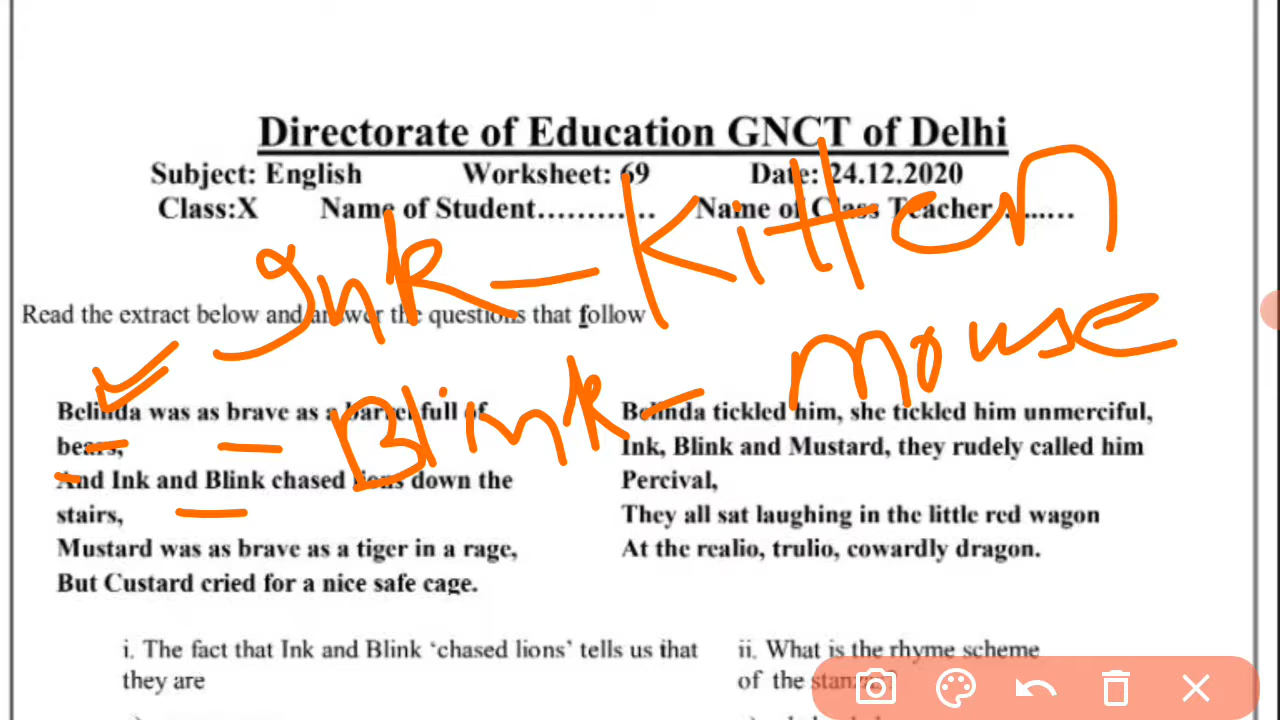 Directorate of Education GNCT of Delhi
Subject: English Worksheet: 69 Date: 24.12.2020
Class:X Name of Student………… Name of Class Teacher ………
Ink - Kitten
Read the extract below and answer the questions that follow
Blink - mouse
Belinda was as brave as a barrel full of
bears,
And Ink and Blink chased lions down the
stairs,
Mustard was as brave as a tiger in a rage,
But Custard cried for a nice safe cage.
Belinda tickled him, she tickled him unmerciful,
Ink, Blink and Mustard, they rudely called him
Percival,
They all sat laughing in the little red wagon
At the realio, trulio, cowardly dragon.
i. The fact that Ink and Blink ‘chased lions’ tells us that
they are
ii. What is the rhyme scheme
of the